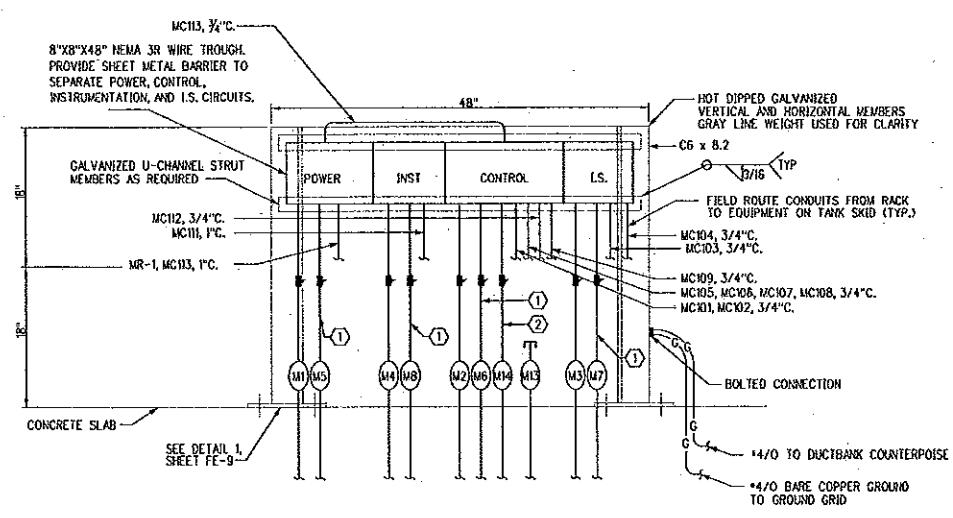 MC113, 3/4"C.
8"X8"X48" NEMA 3R WIRE TROUGH.
PROVIDE SHEET METAL BARRIER TO
SEPARATE POWER, CONTROL,
INSTRUMENTATION, AND I.S. CIRCUITS.
48"
HOT DIPPED GALVANIZED
VERTICAL AND HORIZONTAL MEMBERS
GRAY LINE WEIGHT USED FOR CLARITY
C6 x 8.2
TYP
3/16
GALVANIZED U-CHANNEL STRUT
MEMBERS AS REQUIRED
18"
POWER
INST
CONTROL
I.S.
FIELD ROUTE CONDUITS FROM RACK
TO EQUIPMENT ON TANK SKID (TYP.)
MC112, 3/4"C.
MC111, 1"C.
MC104, 3/4"C.
MC103, 3/4"C.
MR-1, MC113, 1"C.
MC109, 3/4"C.
MC105, MC106, MC107, MC108, 3/4"C.
MC101, MC102, 3/4"C.
18"
1
1
1
2
1
M1
M5
M4
M8
M2
M6
M14
M13
M3
M7
G
G
BOLTED CONNECTION
CONCRETE SLAB
SEE DETAIL 1,
SHEET FE-9
G
G
*4/0 TO DUCTBANK COUNTERPOISE
*4/0 BARE COPPER GROUND
TO GROUND GRID